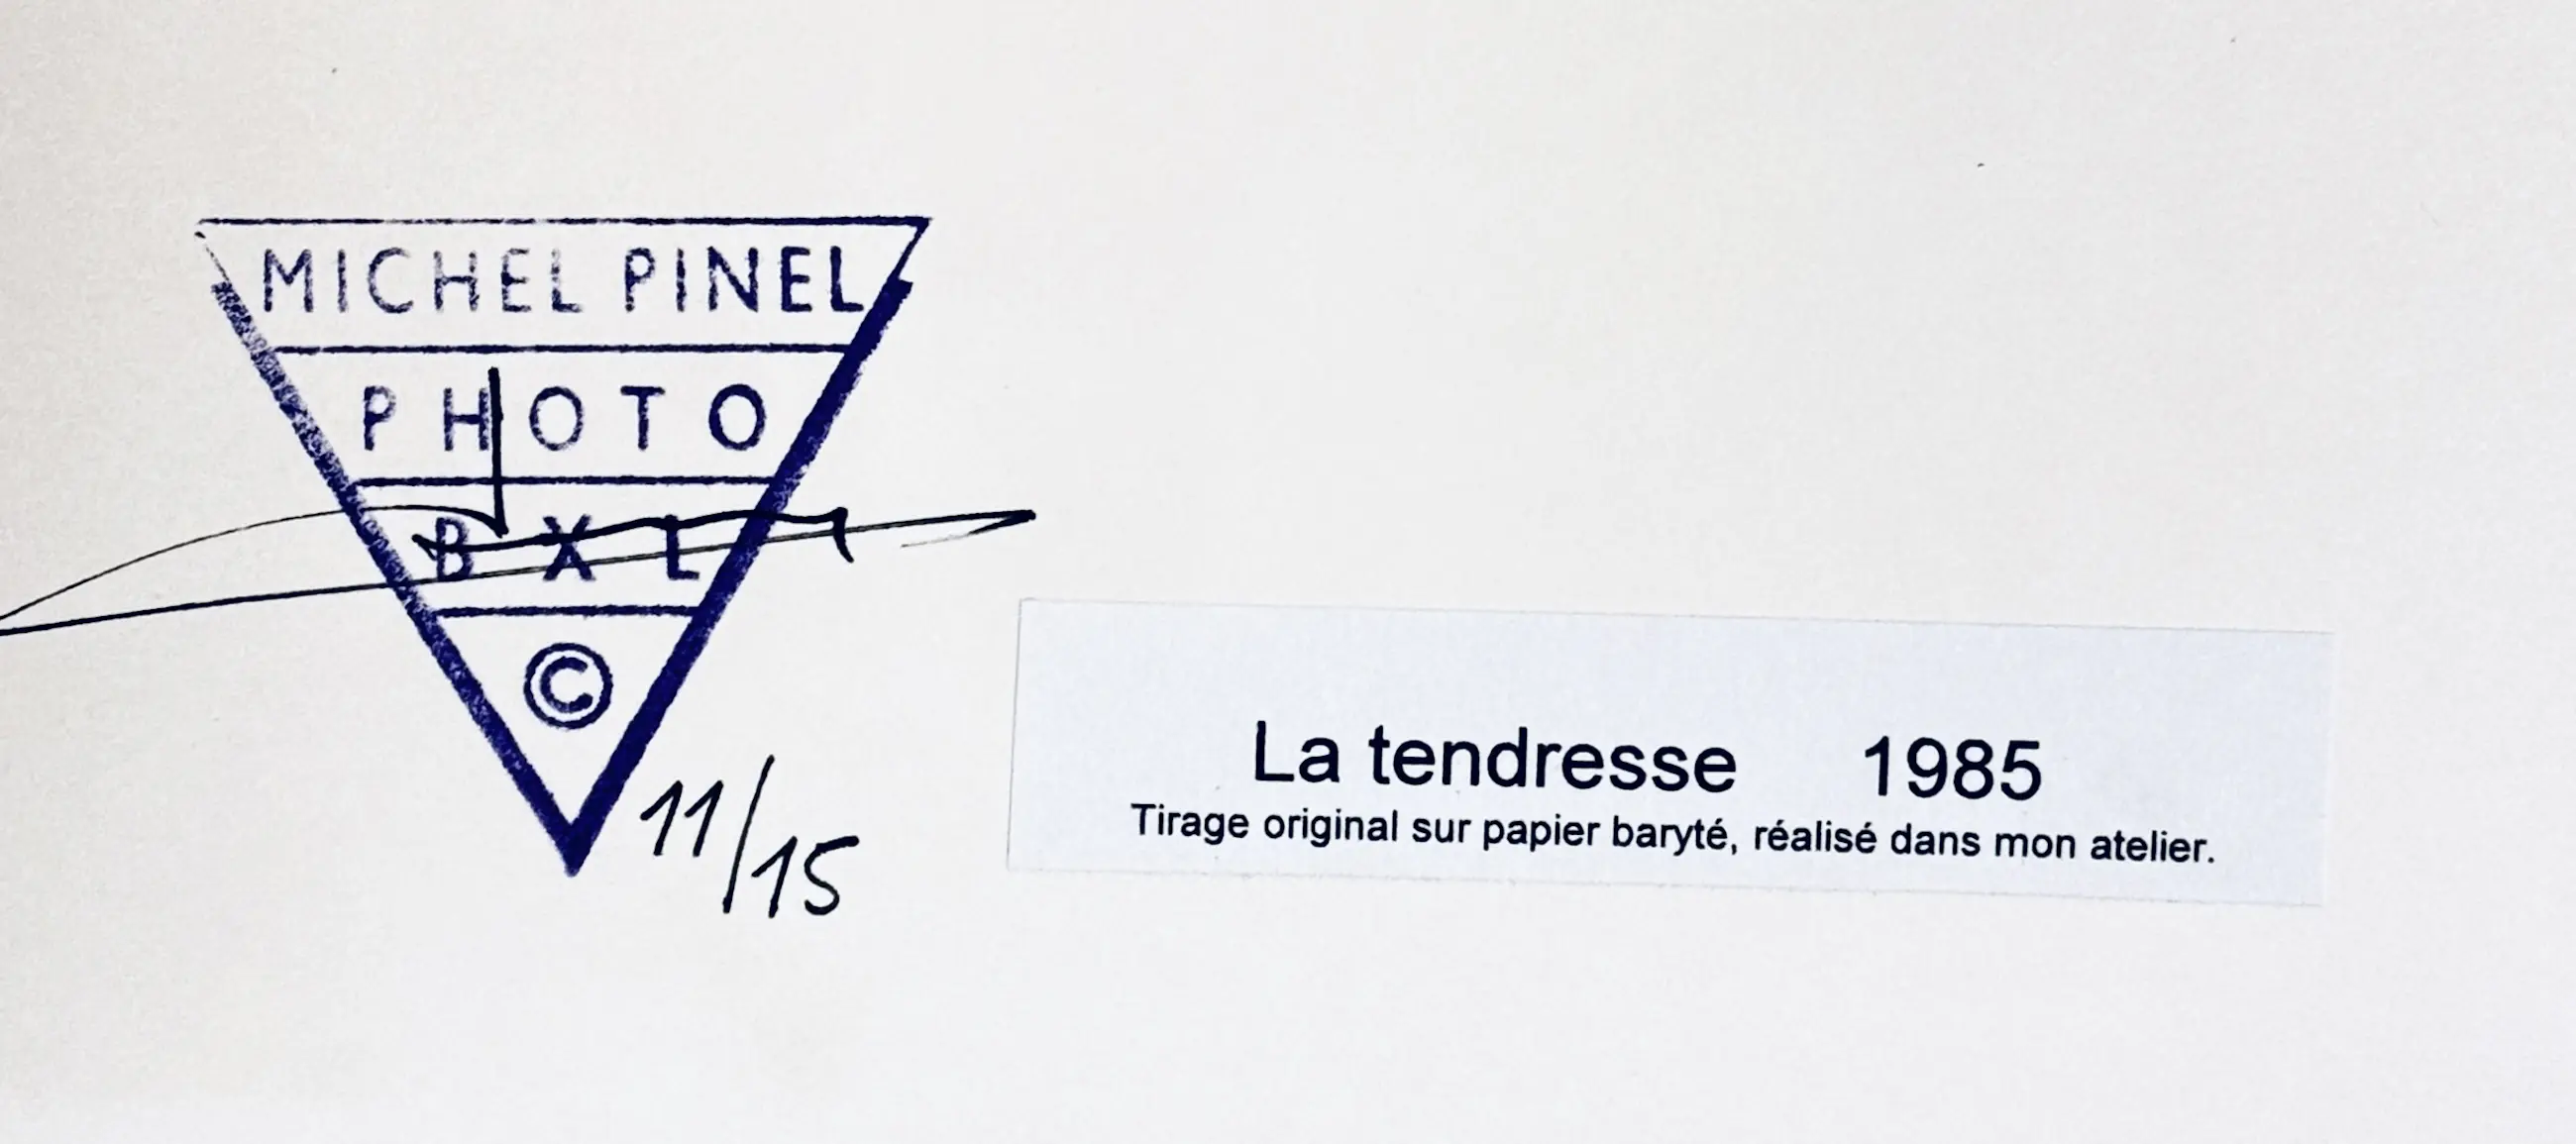 MICHEL PINEL
PHOTO
BXL
©
11/15
La tendresse 1985
Tirage original sur papier baryté, réalisé dans mon atelier.